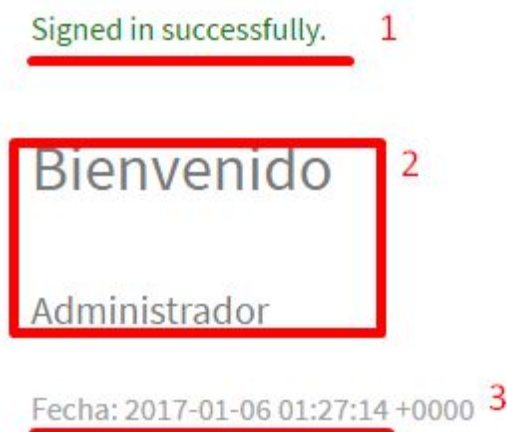 Signed in successfully. 1
Bienvenido 2
Administrador
Fecha: 2017-01-06 01:27:14 +0000 3